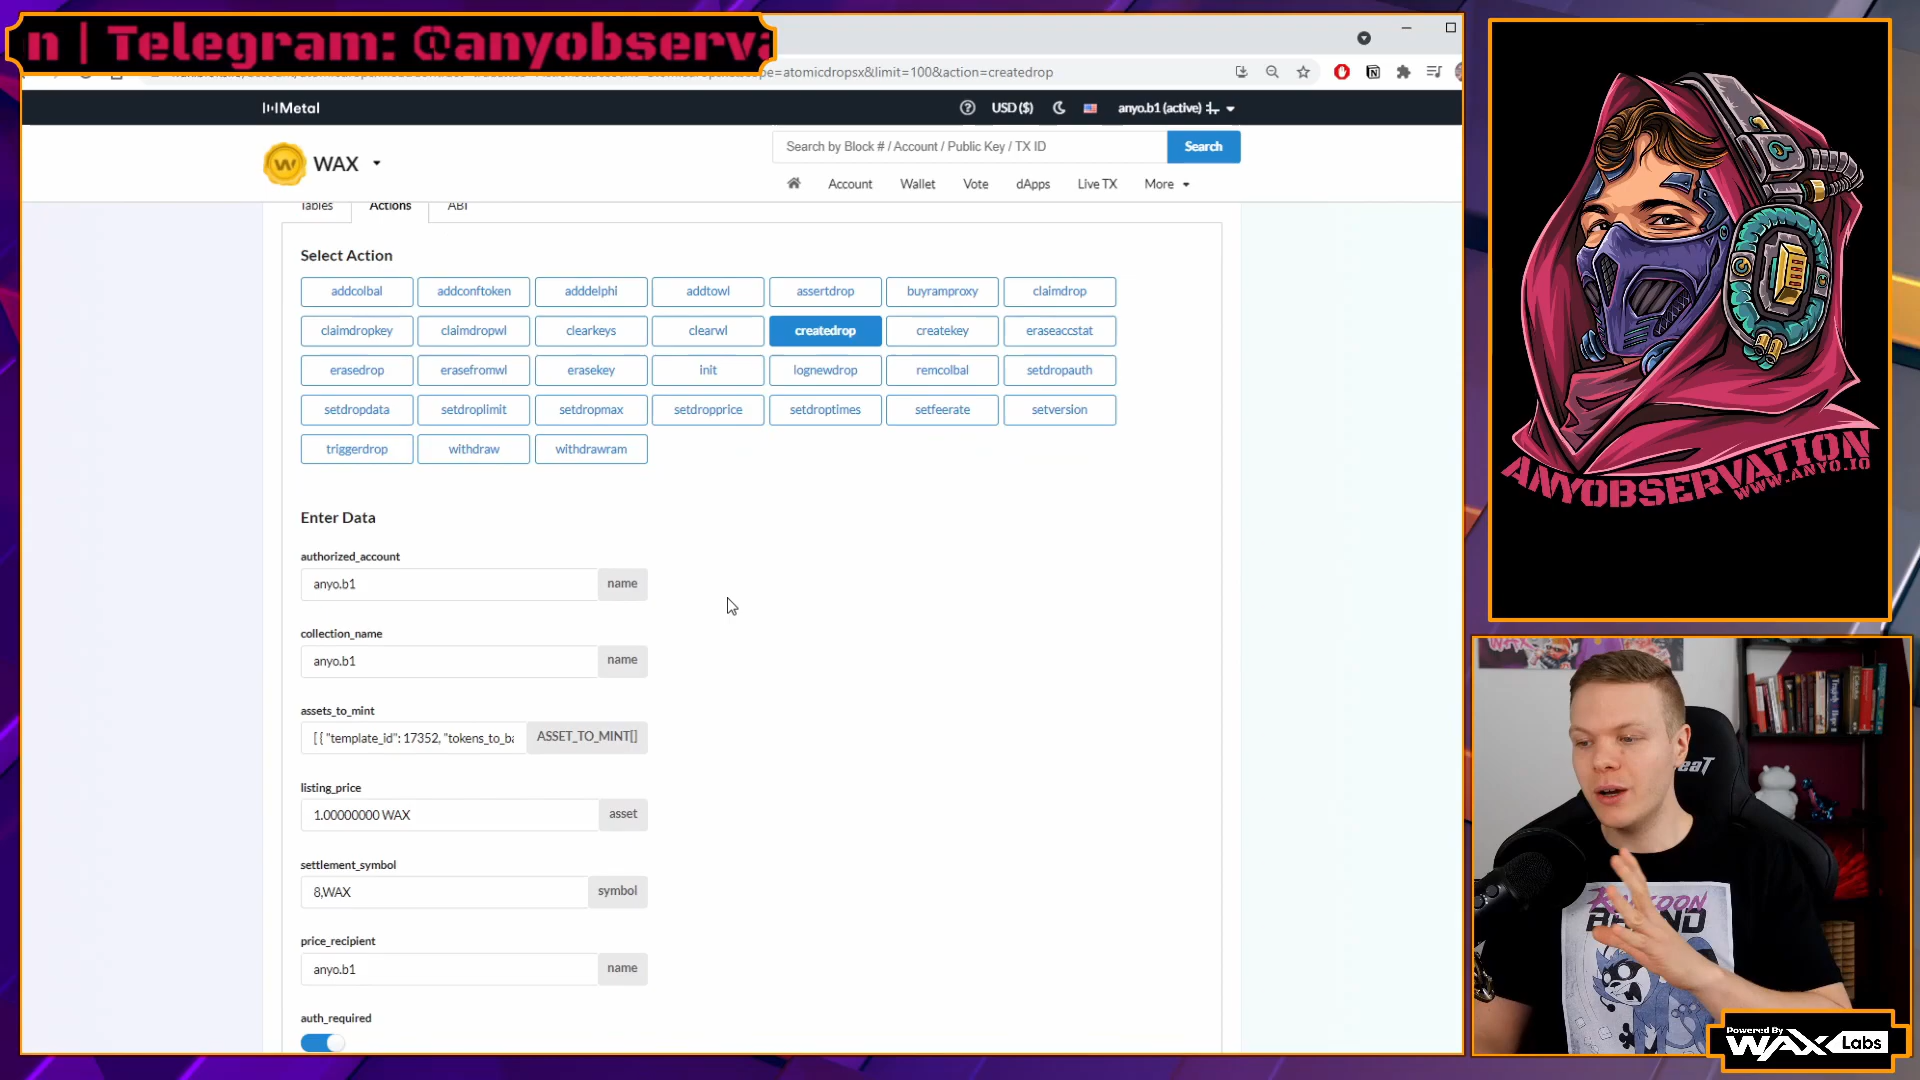 n | Telegram: @anyobserva
pe=atomicdropsx&limit=100&action=createdrop
Metal
USD ($)
anyo.b1 (active)
WAX
Search by Block # / Account / Public Key / TX ID
Search
Account
Wallet
Vote
dApps
Live TX
More
Tables
Actions
ABI
Select Action
addcolbal
addconftoken
adddelphi
addtowl
assertdrop
buyramproxy
claimdrop
claimdropkey
claimdropwl
clearkeys
clearwl
createdrop
createkey
eraseaccstat
erasedrop
erasefromwl
erasekey
init
lognewdrop
remcolbal
setdropauth
setdropdata
setdroplimit
setdropmax
setdropprice
setdroptimes
setfeerate
setversion
triggerdrop
withdraw
withdrawram
Enter Data
authorized_account
anyo.b1
name
collection_name
anyo.b1
name
assets_to_mint
[ { "template_id": 17352, "tokens_to_ba
ASSET_TO_MINT[]
listing_price
1.00000000 WAX
asset
settlement_symbol
8,WAX
symbol
price_recipient
anyo.b1
name
auth_required
ANYOBSERVATION
WWW.ANYO.IO
Powered By
WAX Labs